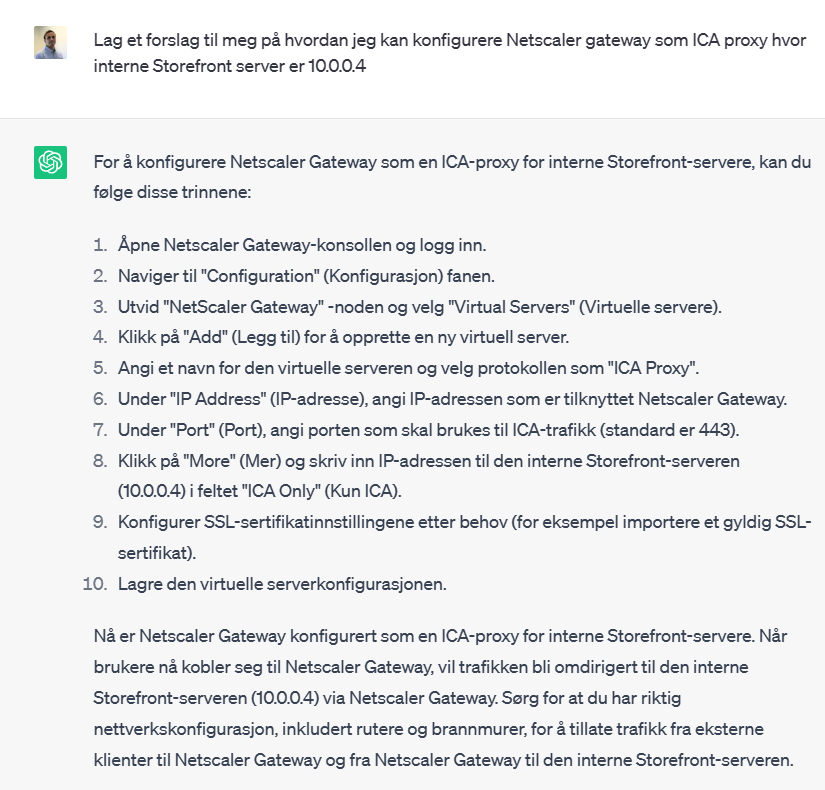 Lag et forslag til meg på hvordan jeg kan konfigurere Netscaler gateway som ICA proxy hvor
interne Storefront server er 10.0.0.4
For å konfigurere Netscaler Gateway som en ICA-proxy for interne Storefront-servere, kan du
følge disse trinnene:
1. Åpne Netscaler Gateway-konsollen og logg inn.
2. Naviger til "Configuration" (Konfigurasjon) fanen.
3. Utvid "NetScaler Gateway" -noden og velg "Virtual Servers" (Virtuelle servere).
4. Klikk på "Add" (Legg til) for å opprette en ny virtuell server.
5. Angi et navn for den virtuelle serveren og velg protokollen som "ICA Proxy".
6. Under "IP Address" (IP-adresse), angi IP-adressen som er tilknyttet Netscaler Gateway.
7. Under "Port" (Port), angi porten som skal brukes til ICA-trafikk (standard er 443).
8. Klikk på "More" (Mer) og skriv inn IP-adressen til den interne Storefront-serveren
(10.0.0.4) i feltet "ICA Only" (Kun ICA).
9. Konfigurer SSL-sertifikatinnstillingene etter behov (for eksempel importere et gyldig SSL-
sertifikat).
10. Lagre den virtuelle serverkonfigurasjonen.
Nå er Netscaler Gateway konfigurert som en ICA-proxy for interne Storefront-servere. Når
brukere nå kobler seg til Netscaler Gateway, vil trafikken bli omdirigert til den interne
Storefront-serveren (10.0.0.4) via Netscaler Gateway. Sørg for at du har riktig
nettverkskonfigurasjon, inkludert rutere og brannmurer, for å tillate trafikk fra eksterne
klienter til Netscaler Gateway og fra Netscaler Gateway til den interne Storefront-serveren.